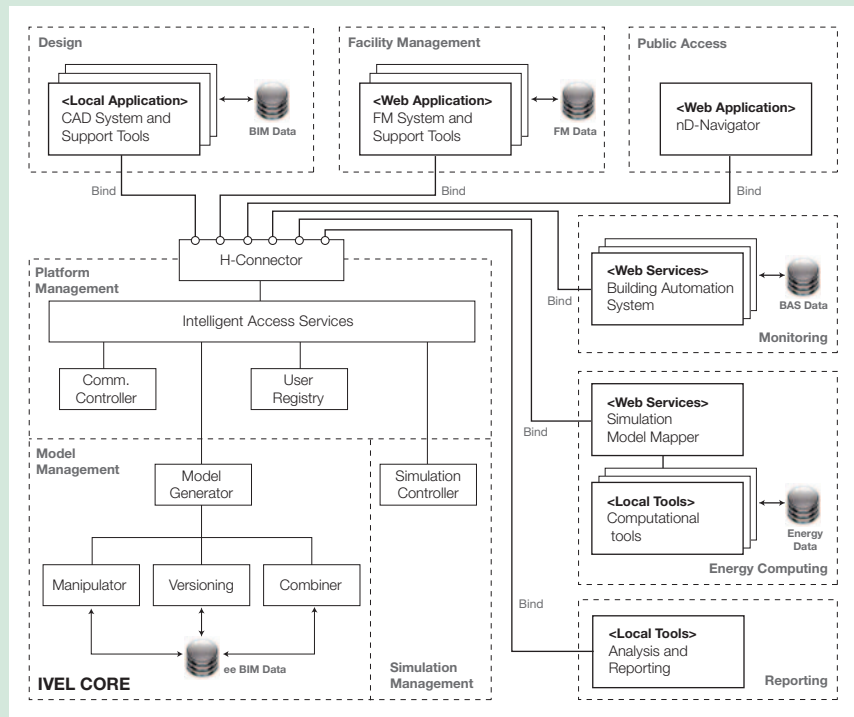 Design
<Local Application>
CAD System and
Support Tools
BIM Data
Facility Management
<Web Application>
FM System and
Support Tools
FM Data
Public Access
<Web Application>
nD-Navigator
Bind
Bind
Bind
H-Connector
Platform
Management
Intelligent Access Services
Comm.
Controller
User
Registry
Bind
<Web Services>
Building Automation
System
BAS Data
Monitoring
<Web Services>
Simulation
Model Mapper
Bind
<Local Tools>
Computational
tools
Energy
Data
Energy Computing
Model
Management
Model
Generator
Simulation
Controller
Manipulator
Versioning
Combiner
ee BIM Data
IVEL CORE
Simulation
Management
Bind
<Local Tools>
Analysis and
Reporting
Reporting